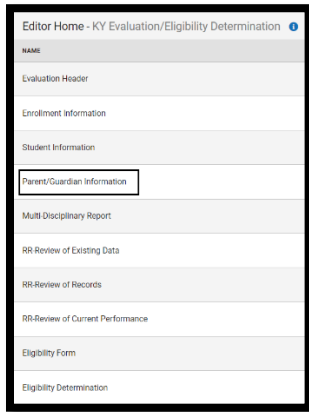 Editor Home - KY Evaluation/Eligibility Determination
NAME
Evaluation Header
Enrollment Information
Student Information
Parent/Guardian Information
Multi-Disciplinary Report
RR-Review of Existing Data
RR-Review of Records
RR-Review of Current Performance
Eligibility Form
Eligibility Determination